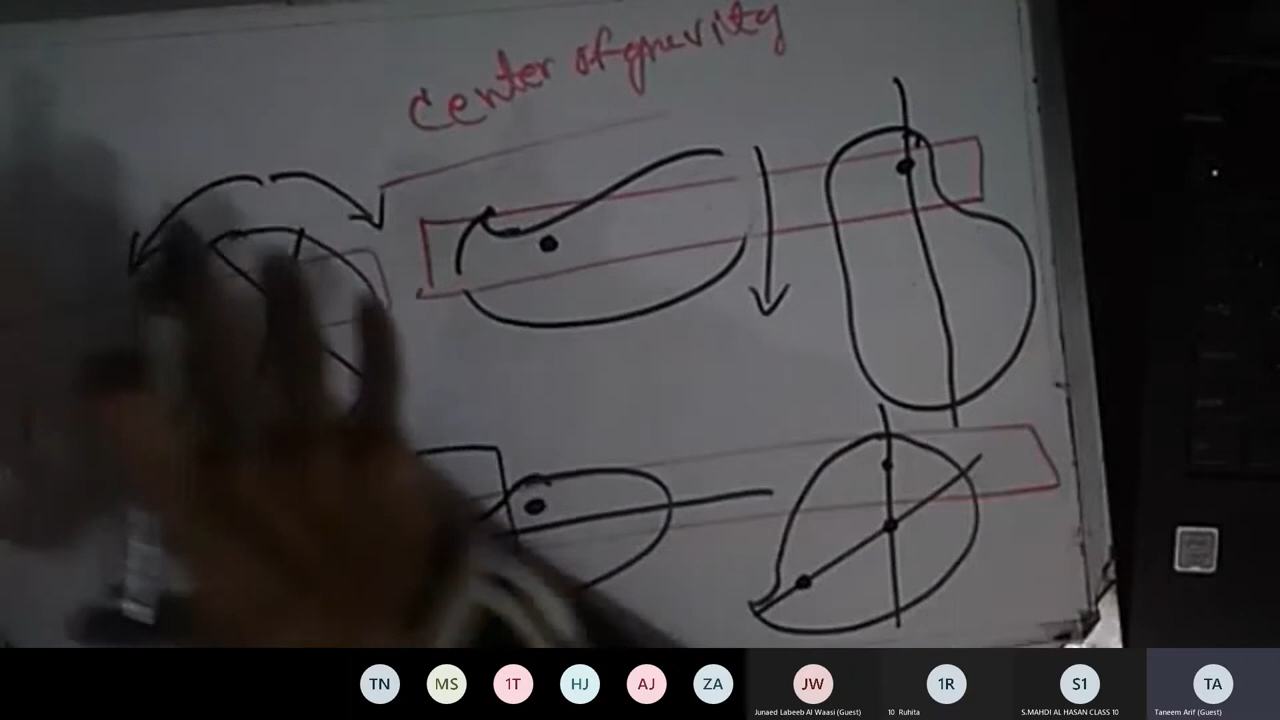 Center of grevity
TN
MS
1T
HJ
AJ
ZA
JW
1R
S1
TA
Junaed Labeeb Al Waasi (Guest)
10 Ruhita
S.MAHDI AL HASAN CLASS 10
Taneem Arif (Guest)